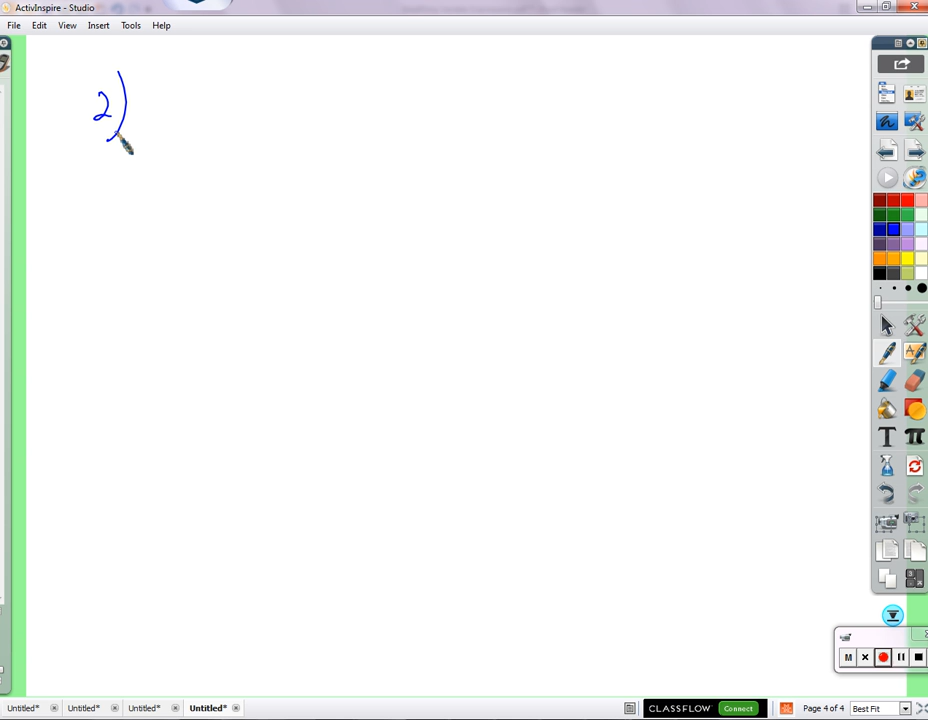 ActivInspire - Studio
File Edit View Insert Tools Help
2)
Untitled* Untitled* Untitled* Untitled* CLASSFLOW Connect Page 4 of 4 Best Fit
M